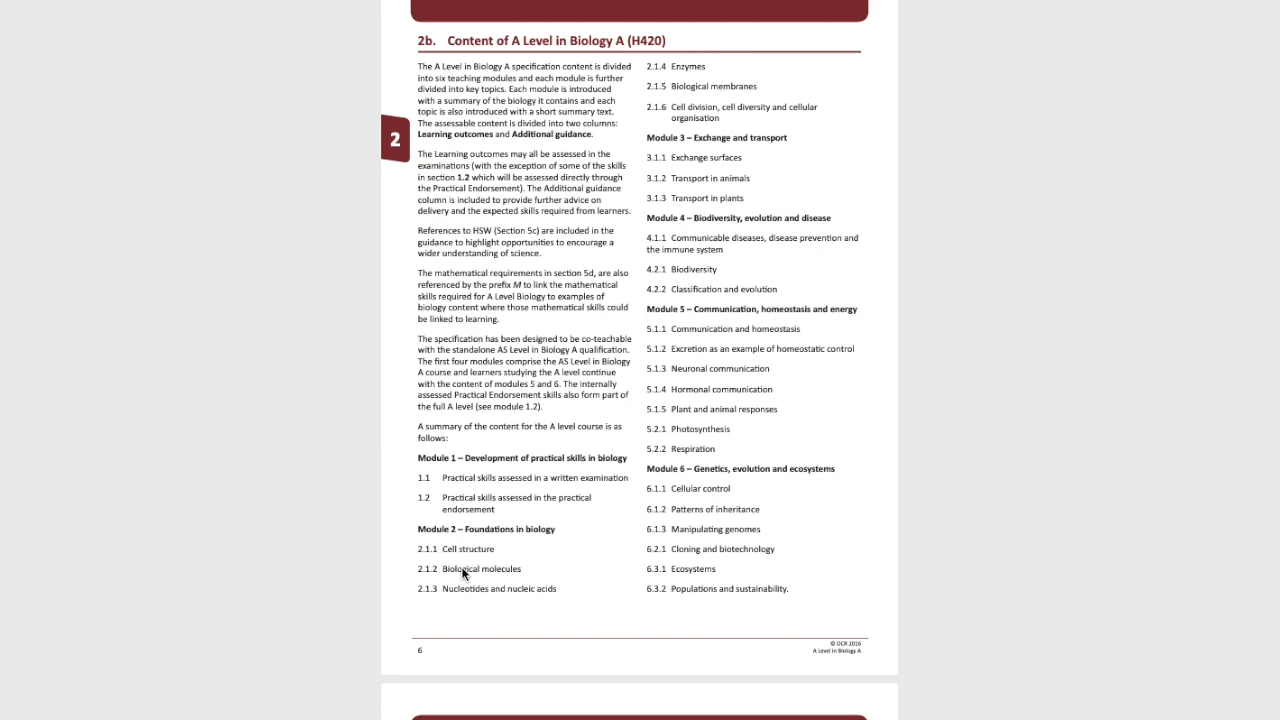 2b. Content of A Level in Biology A (H420)
The A Level in Biology A specification content is divided
into six teaching modules and each module is further
divided into key topics. Each module is introduced
with a summary of the biology it contains and each
topic is also introduced with a short summary text.
The assessable content is divided into two columns:
Learning outcomes and Additional guidance.
2
The Learning outcomes may all be assessed in the
examinations (with the exception of some of the skills
in section 1.2 which will be assessed directly through
the Practical Endorsement). The Additional guidance
column is included to provide further advice on
delivery and the expected skills required from learners.
References to HSW (Section 5c) are included in the
guidance to highlight opportunities to encourage a
wider understanding of science.
The mathematical requirements in section 5d, are also
referenced by the prefix M to link the mathematical
skills required for A Level Biology to examples of
biology content where those mathematical skills could
be linked to learning.
The specification has been designed to be co-teachable
with the standalone AS Level in Biology A qualification.
The first four modules comprise the AS Level in Biology
A course and learners studying the A level continue
with the content of modules 5 and 6. The internally
assessed Practical Endorsement skills also form part of
the full A level (see module 1.2).
A summary of the content for the A level course is as
follows:
Module 1 – Development of practical skills in biology
1.1 Practical skills assessed in a written examination
1.2 Practical skills assessed in the practical
endorsement
Module 2 – Foundations in biology
2.1.1 Cell structure
2.1.2 Biological molecules
2.1.3 Nucleotides and nucleic acids
2.1.4 Enzymes
2.1.5 Biological membranes
2.1.6 Cell division, cell diversity and cellular
organisation
Module 3 – Exchange and transport
3.1.1 Exchange surfaces
3.1.2 Transport in animals
3.1.3 Transport in plants
Module 4 – Biodiversity, evolution and disease
4.1.1 Communicable diseases, disease prevention and
the immune system
4.2.1 Biodiversity
4.2.2 Classification and evolution
Module 5 – Communication, homeostasis and energy
5.1.1 Communication and homeostasis
5.1.2 Excretion as an example of homeostatic control
5.1.3 Neuronal communication
5.1.4 Hormonal communication
5.1.5 Plant and animal responses
5.2.1 Photosynthesis
5.2.2 Respiration
Module 6 – Genetics, evolution and ecosystems
6.1.1 Cellular control
6.1.2 Patterns of inheritance
6.1.3 Manipulating genomes
6.2.1 Cloning and biotechnology
6.3.1 Ecosystems
6.3.2 Populations and sustainability.
6
© OCR 2016
A Level in Biology A